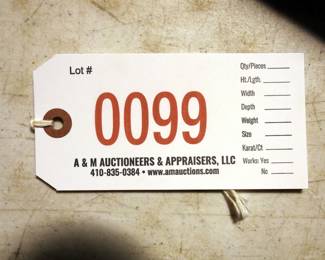 Lot #
0099
A & M AUCTIONEERS & APPRAISERS, LLC
410-835-0384 • www.amauctions.com
Qty/Pieces
Ht./Lgth.
Width
Depth
Weight
Size
Karat/Ct
Works: Yes
No